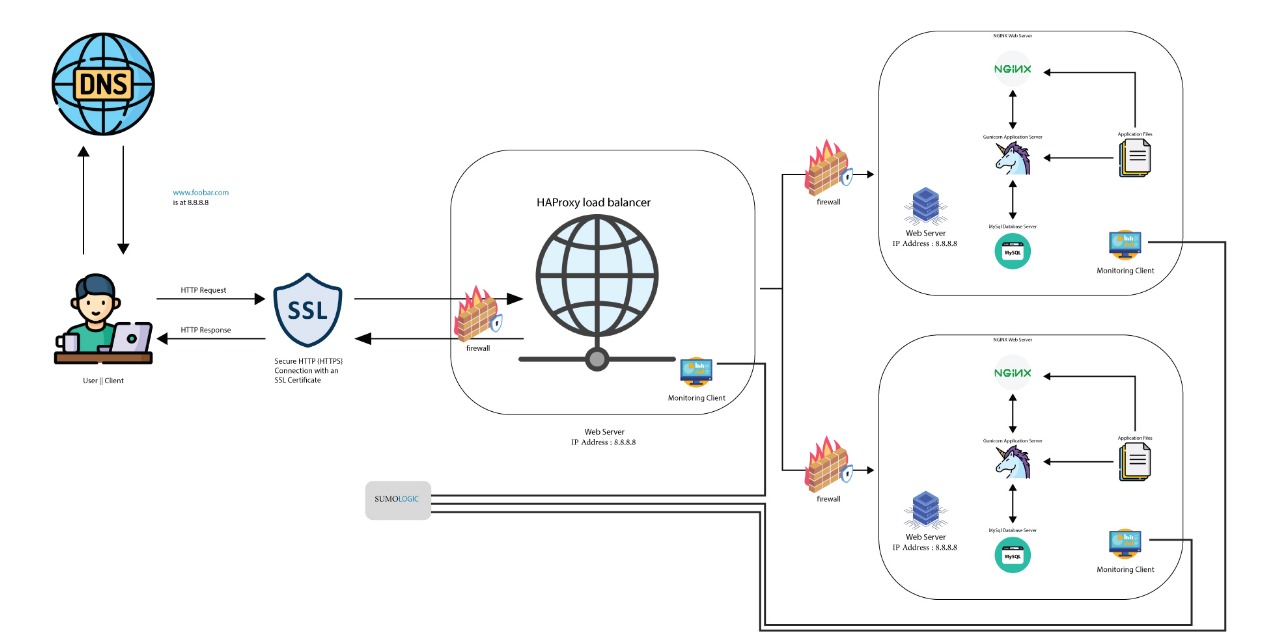 DNS
www.foobar.com
is at 8.8.8.8
HTTP Request
HTTP Response
User || Client
SSL
Secure HTTP (HTTPS)
Connection with an
SSL Certificate
HAProxy load balancer
firewall
Monitoring Client
Web Server
IP Address : 8.8.8.8
SUMOLOGIC
firewall
NGINX Web Server
NGINX
Gunicorn Application Server
Application Files
Web Server
IP Address : 8.8.8.8
MySql Database Server
MySQL
Monitoring Client
firewall
NGINX Web Server
NGINX
Gunicorn Application Server
Application Files
Web Server
IP Address : 8.8.8.8
MySql Database Server
MySQL
Monitoring Client